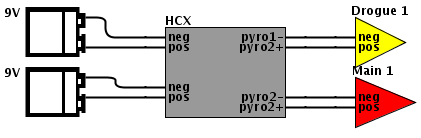 9V
HCX
Drogue 1
neg
pos
pyro1-
pyro2+
neg
pos
9V
Main 1
neg
pos
pyro2-
pyro2+
neg
pos